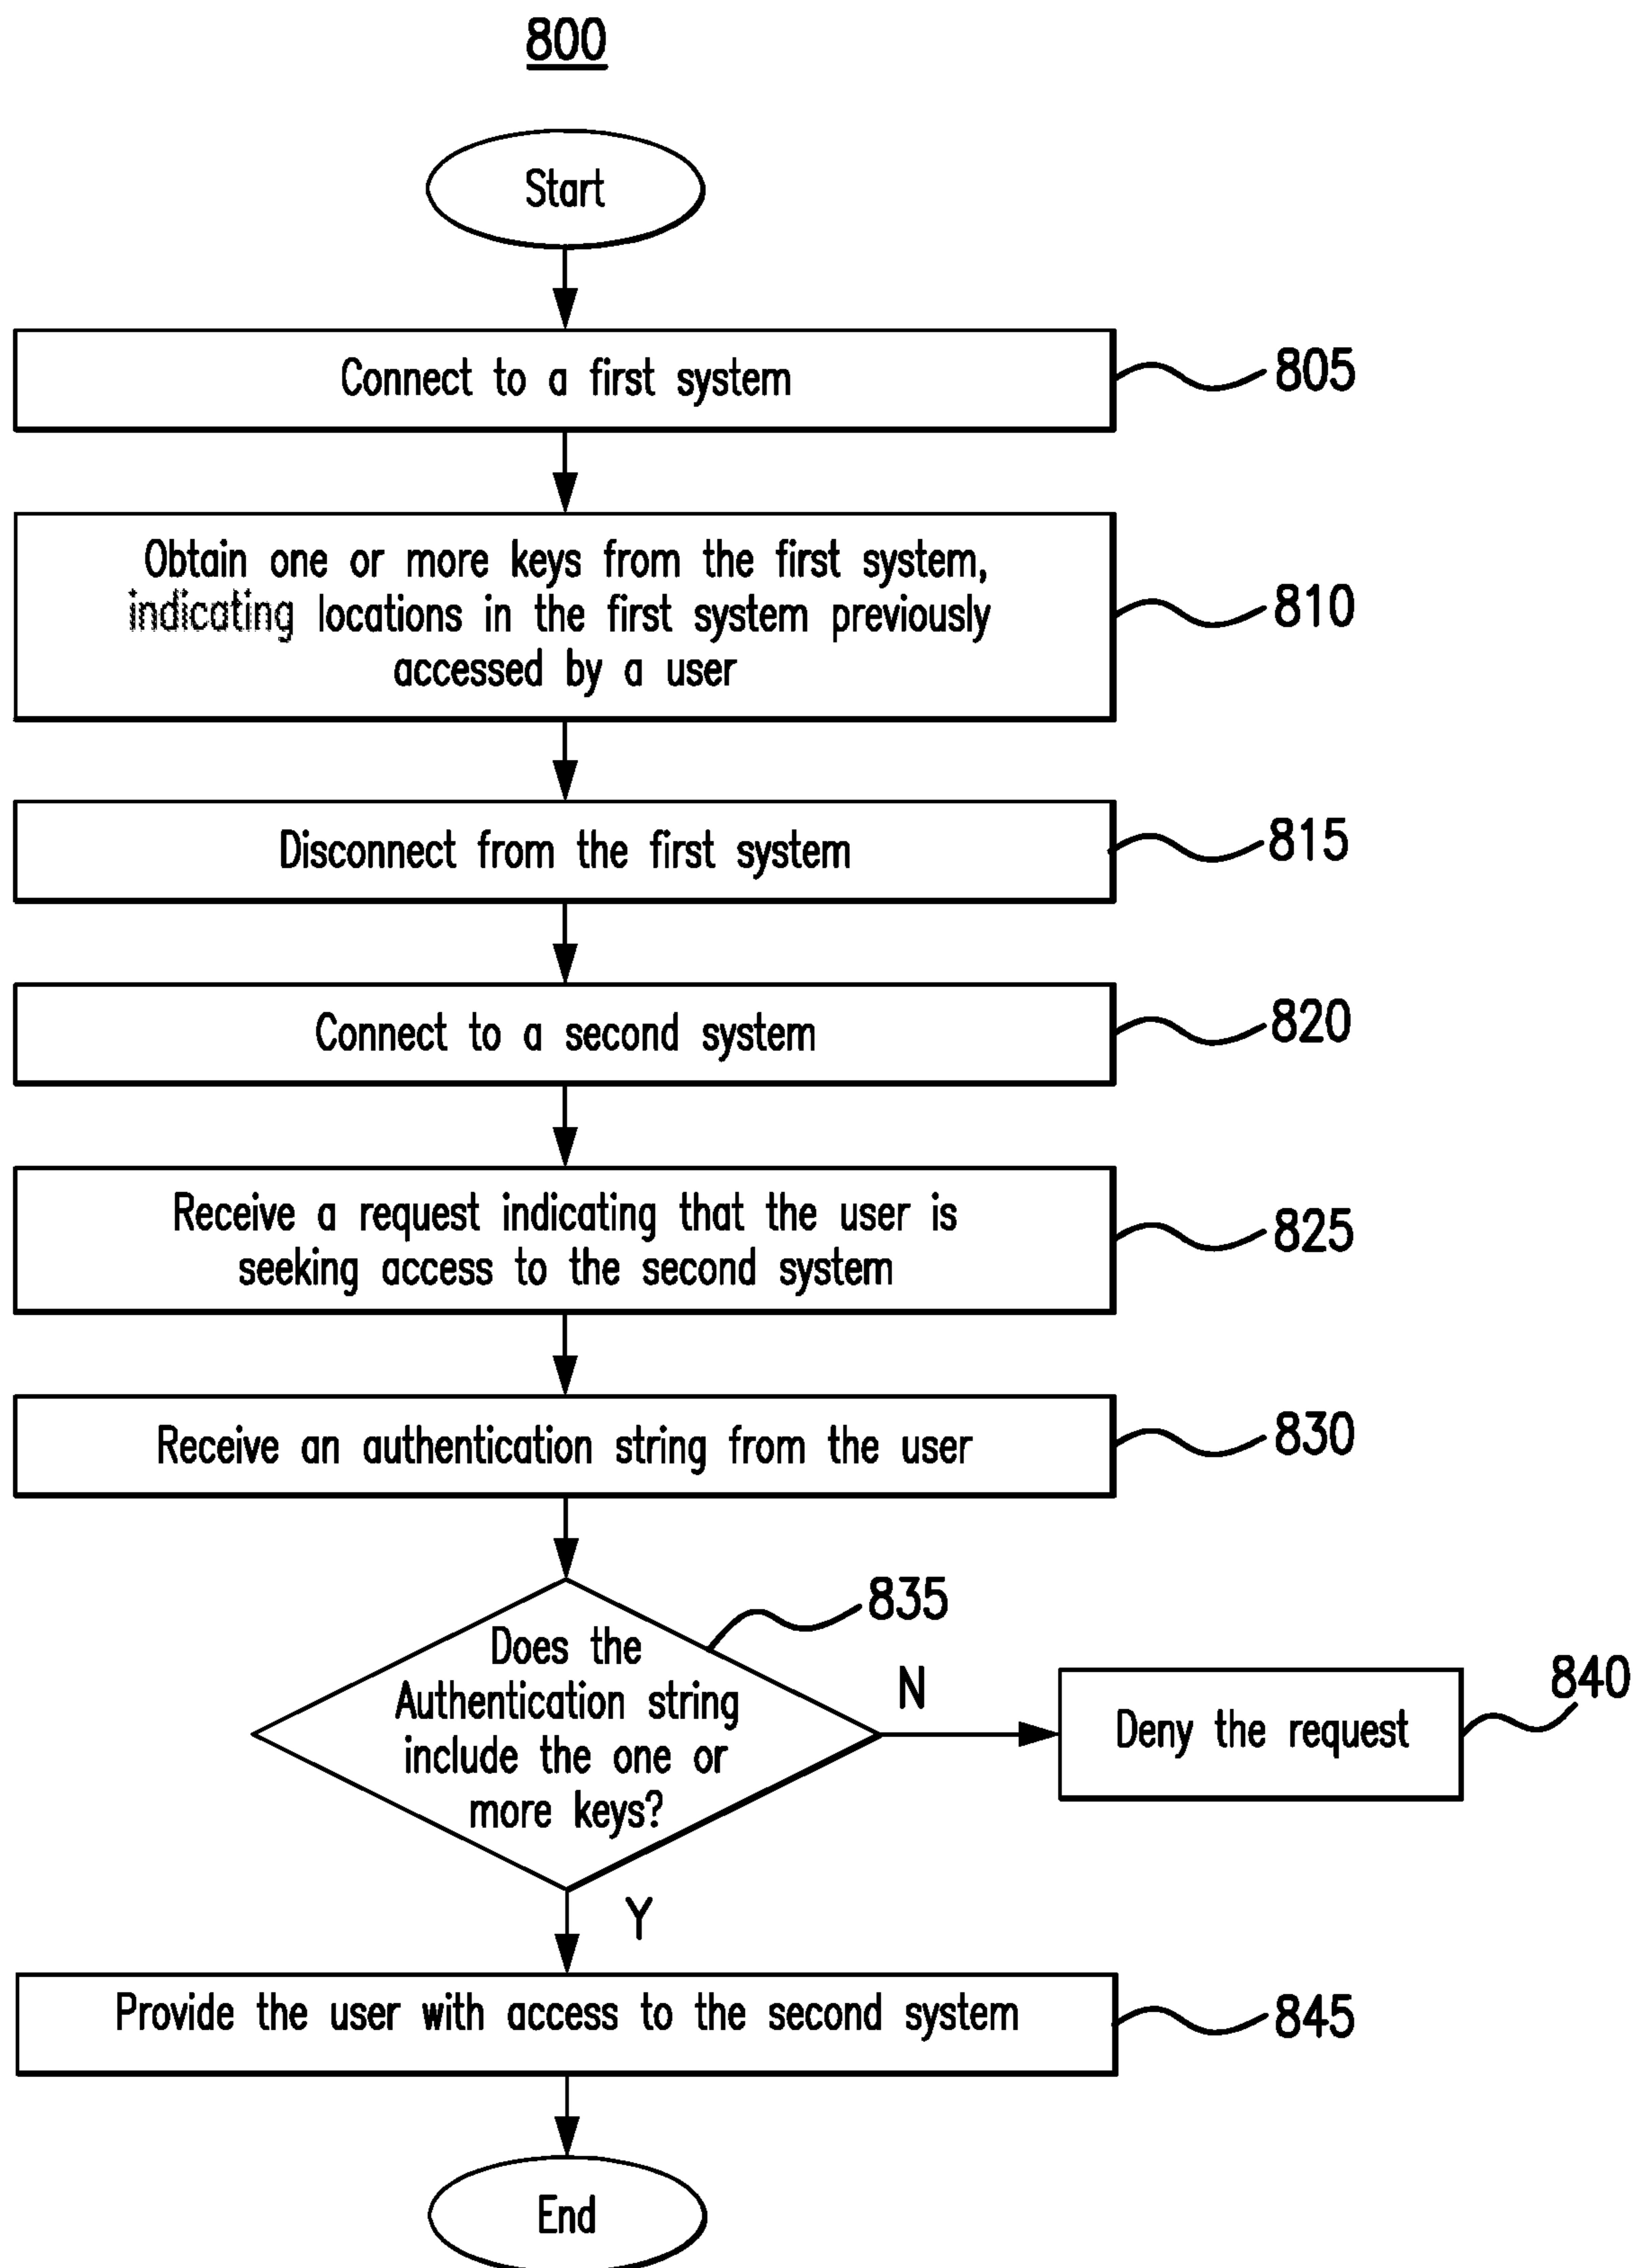 800
Start
Connect to a first system
805
Obtain one or more keys from the first system,
indicating locations in the first system previously
accessed by a user
810
Disconnect from the first system
815
Connect to a second system
820
Receive a request indicating that the user is
seeking access to the second system
825
Receive an authentication string from the user
830
835
Does the
Authentication string
include the one or
more keys?
N
Deny the request
840
Y
Provide the user with access to the second system
845
End